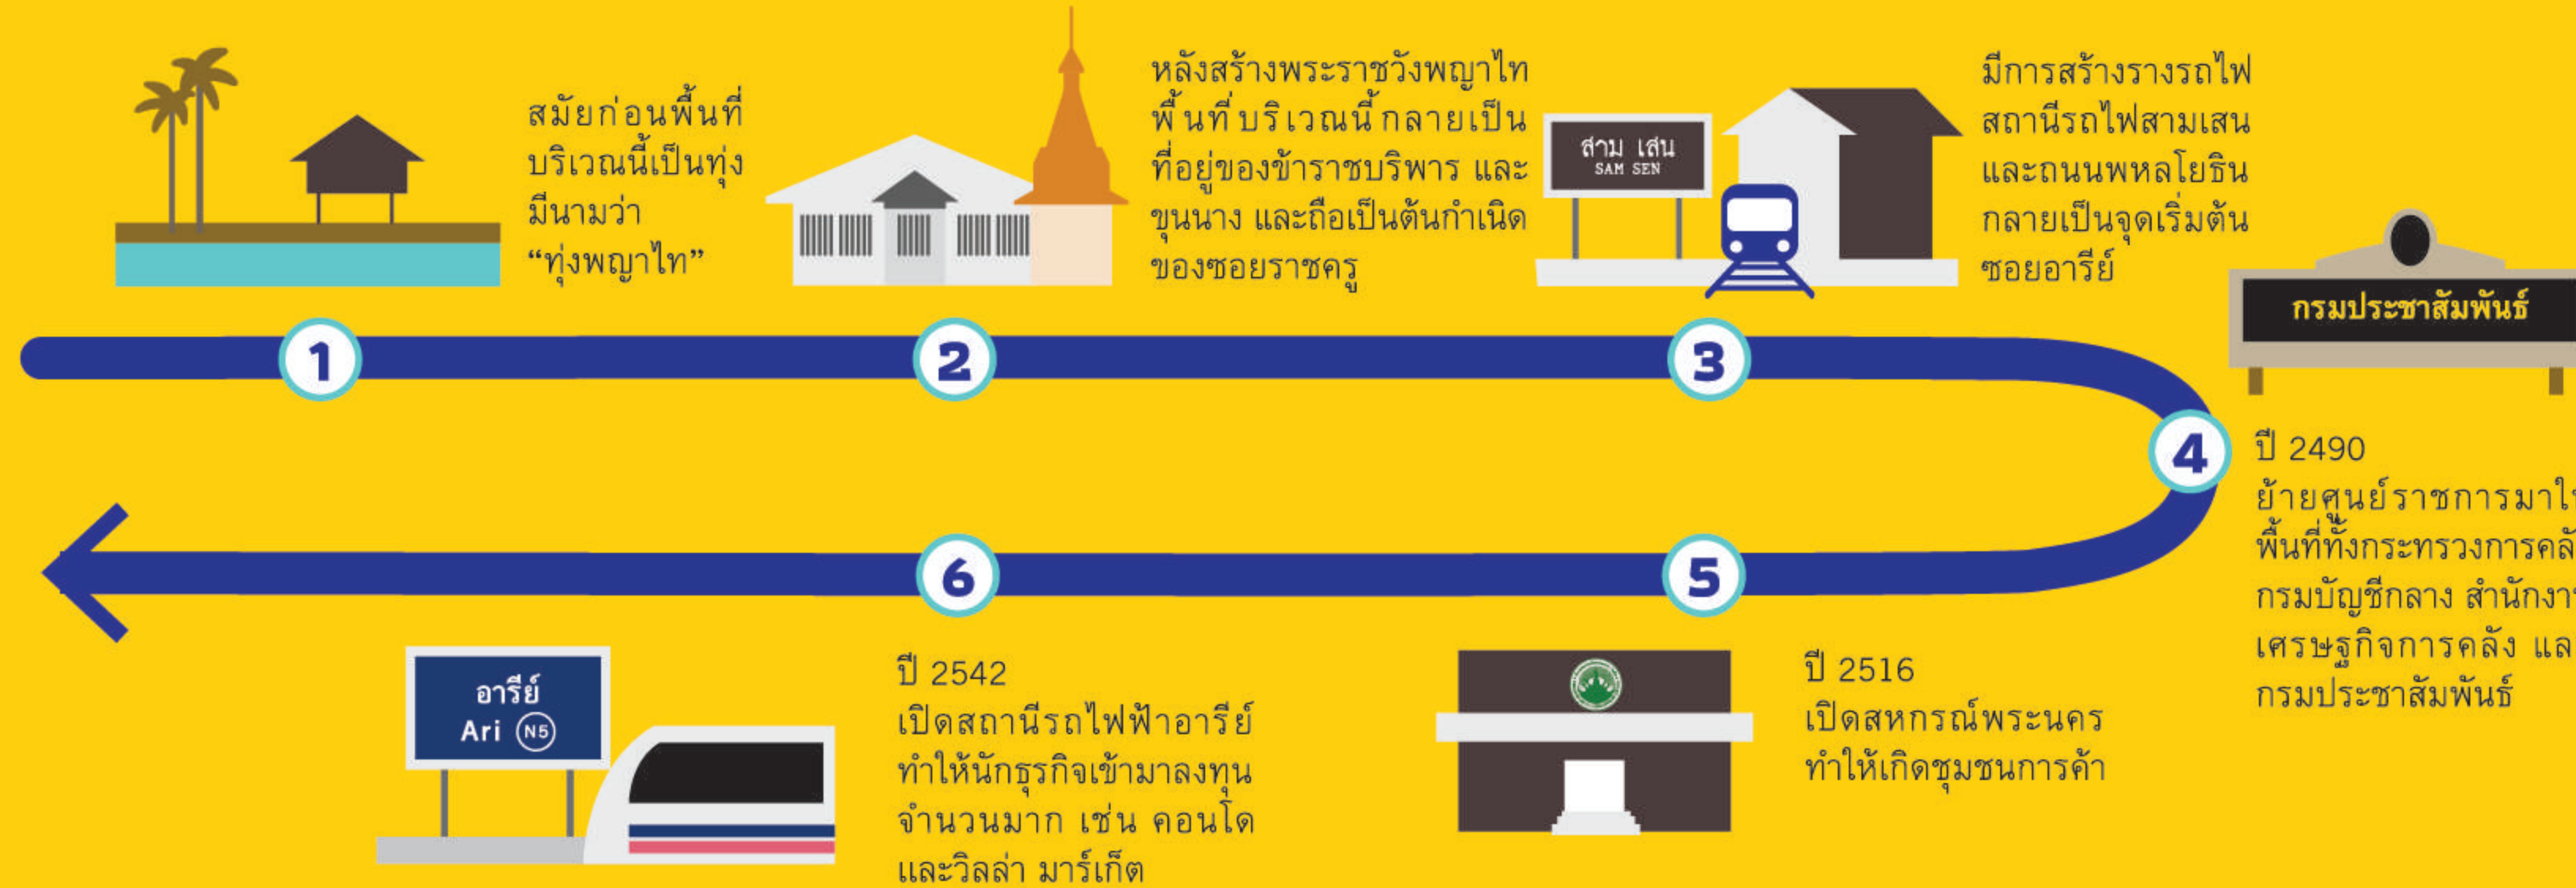 สมัยก่อนพื้นที่
บริเวณนี้เป็นทุ่ง
มีนามว่า
“ทุ่งพญาไท”
1
หลังสร้างพระราชวังพญาไท
พื้นที่บริเวณนี้กลายเป็น
ที่อยู่ของข้าราชบริพาร และ
ขุนนาง และถือเป็นต้นกำเนิด
ของซอยราชครู
2
สาม เสน
SAM SEN
มีการสร้างรางรถไฟ
สถานีรถไฟสามเสน
และถนนพหลโยธิน
กลายเป็นจุดเริ่มต้น
ซอยอารีย์
3
กรมประชาสัมพันธ์
4
ปี 2490
ย้ายศูนย์ราชการมาใ
พื้นที่ทั้งกระทรวงการคลั
กรมบัญชีกลาง สำนักงา
เศรษฐกิจการคลัง แล
กรมประชาสัมพันธ์
5
ปี 2516
เปิดสหกรณ์พระนคร
ทำให้เกิดชุมชนการค้า
6
อารีย์
Ari N5
ปี 2542
เปิดสถานีรถไฟฟ้าอารีย์
ทำให้นักธุรกิจเข้ามาลงทุน
จำนวนมาก เช่น คอนโด
และวิลล่า มาร์เก็ต